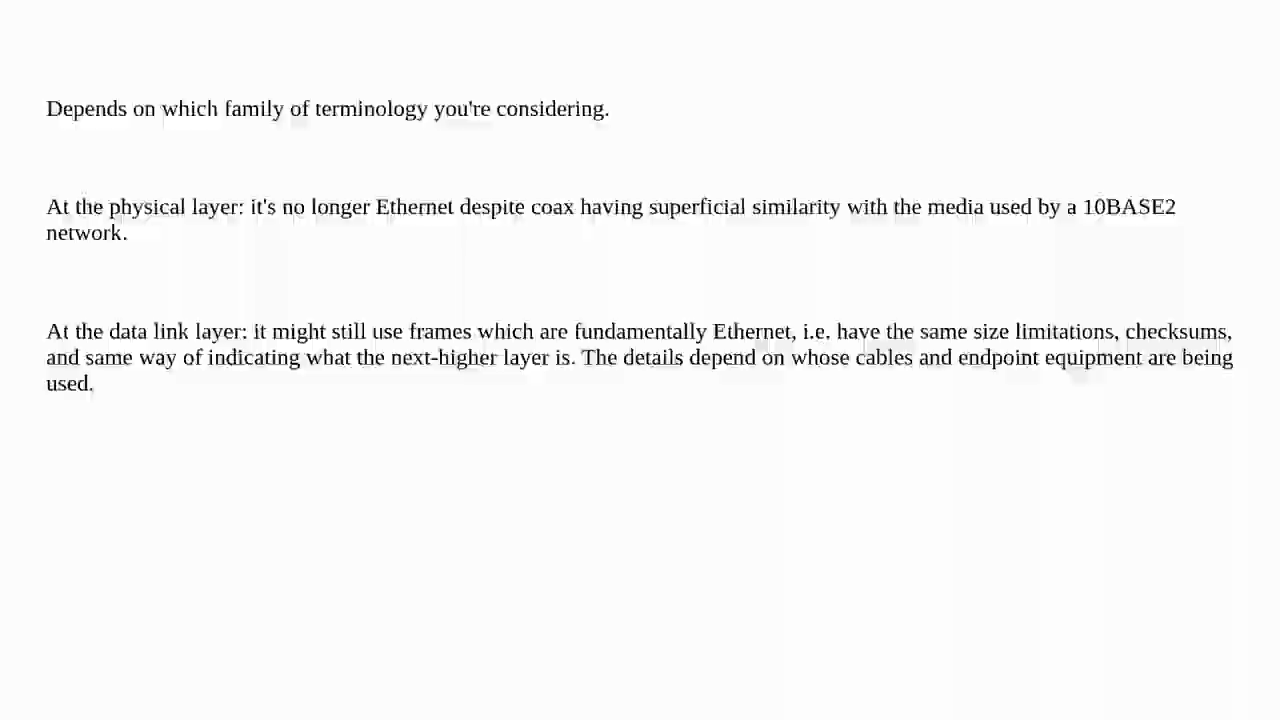 Depends on which family of terminology you're considering.
At the physical layer: it's no longer Ethernet despite coax having superficial similarity with the media used by a 10BASE2
network.
At the data link layer: it might still use frames which are fundamentally Ethernet, i.e. have the same size limitations, checksums,
and same way of indicating what the next-higher layer is. The details depend on whose cables and endpoint equipment are being
used.